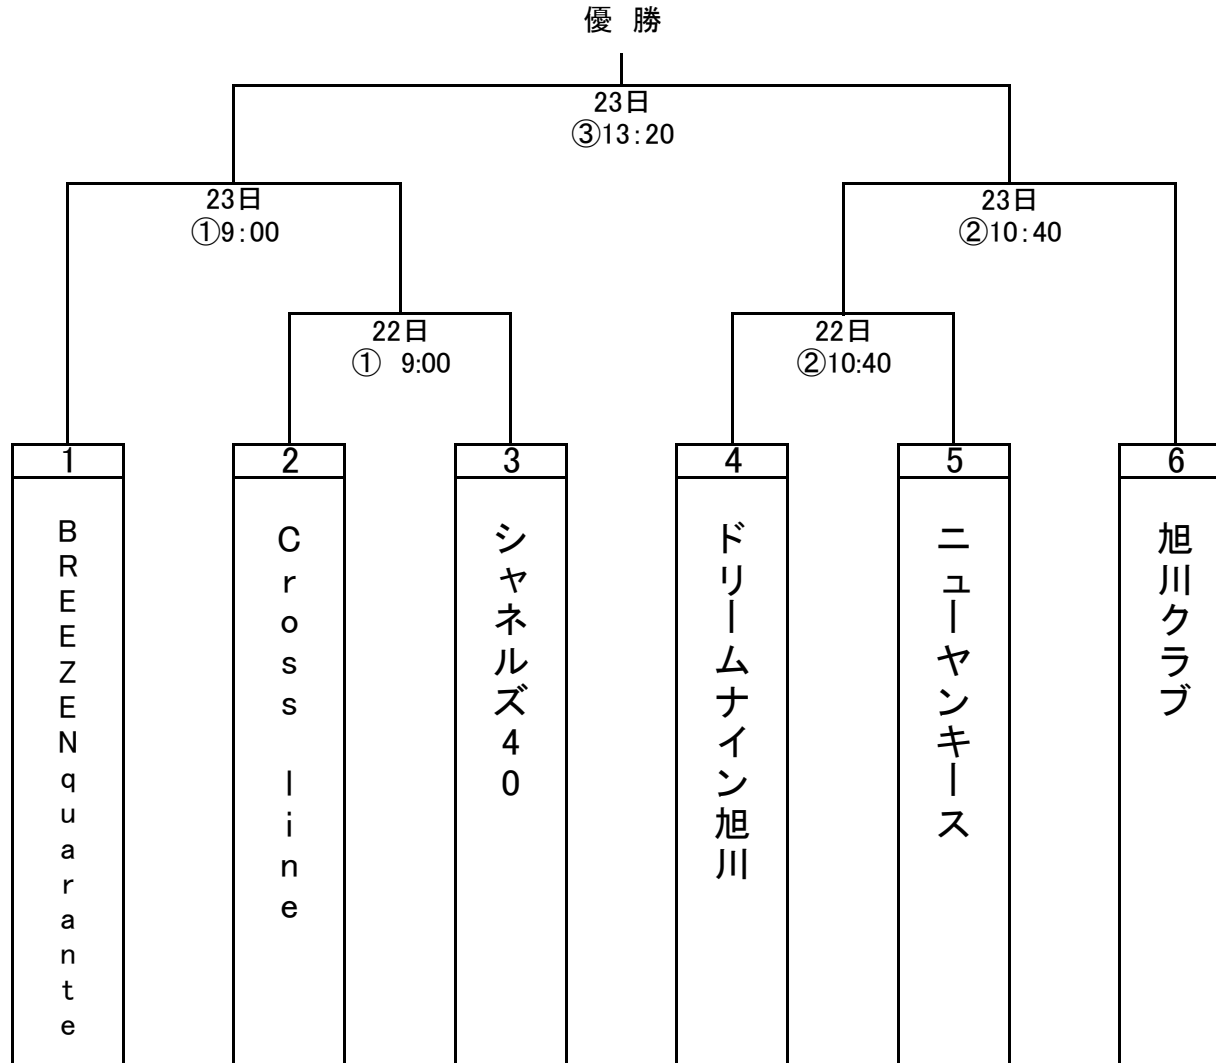 優 勝
23日
③13:20
23日
①9:00
23日
②10:40
22日
① 9:00
22日
②10:40
1
2
3
4
5
6
BREEZENquarante
Cross line
シャネルズ40
ドリームナイン旭川
ニューヤンキース
旭川クラブ